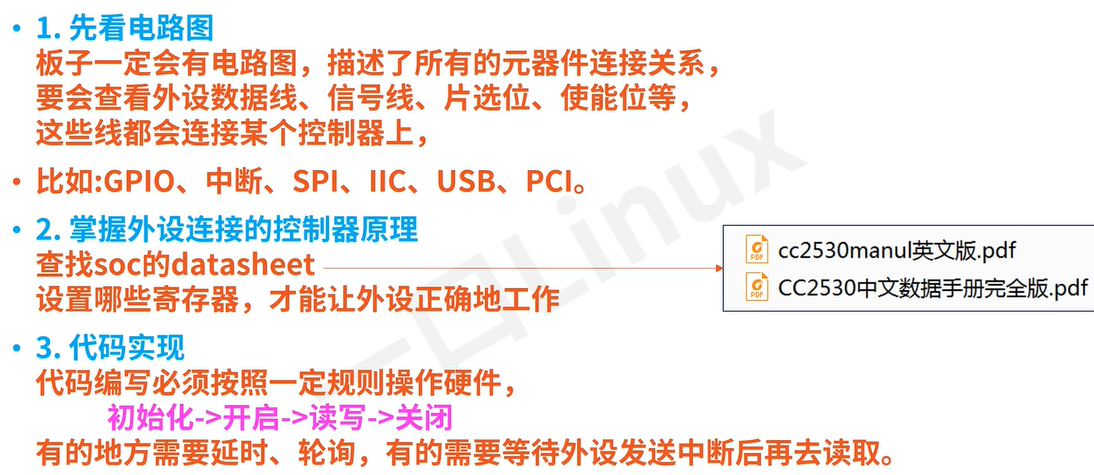 • 1. 先看电路图
板子一定会有电路图，描述了所有的元器件连接关系，
要会查看外设数据线、信号线、片选位、使能位等，
这些线都会连接某个控制器上，
• 比如:GPIO、中断、SPI、IIC、USB、PCI。
• 2. 掌握外设连接的控制器原理
查找soc的datasheet
设置哪些寄存器，才能让外设正确地工作
cc2530manul英文版.pdf
CC2530中文数据手册完全版.pdf
• 3. 代码实现
代码编写必须按照一定规则操作硬件，
初始化->开启->读写->关闭
有的地方需要延时、轮询，有的需要等待外设发送中断后再去读取。
一口Linux